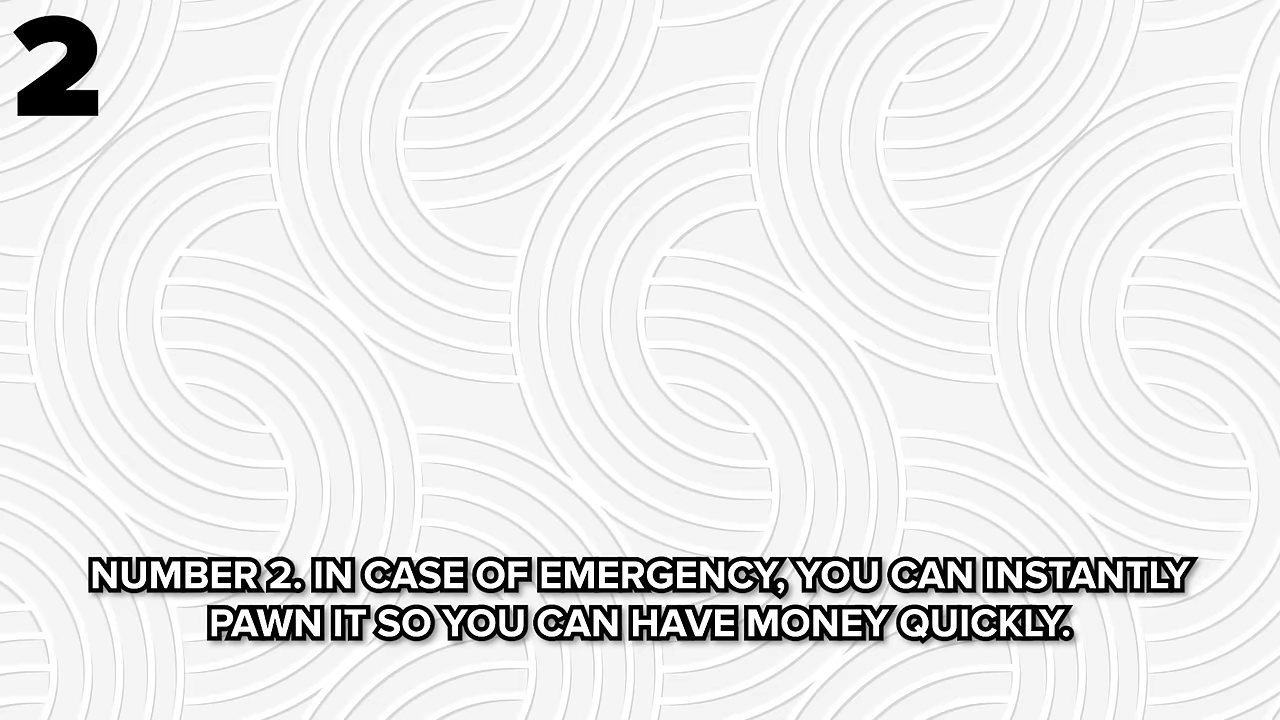 2
NUMBER 2. IN CASE OF EMERGENCY, YOU CAN INSTANTLY
PAWN IT SO YOU CAN HAVE MONEY QUICKLY.